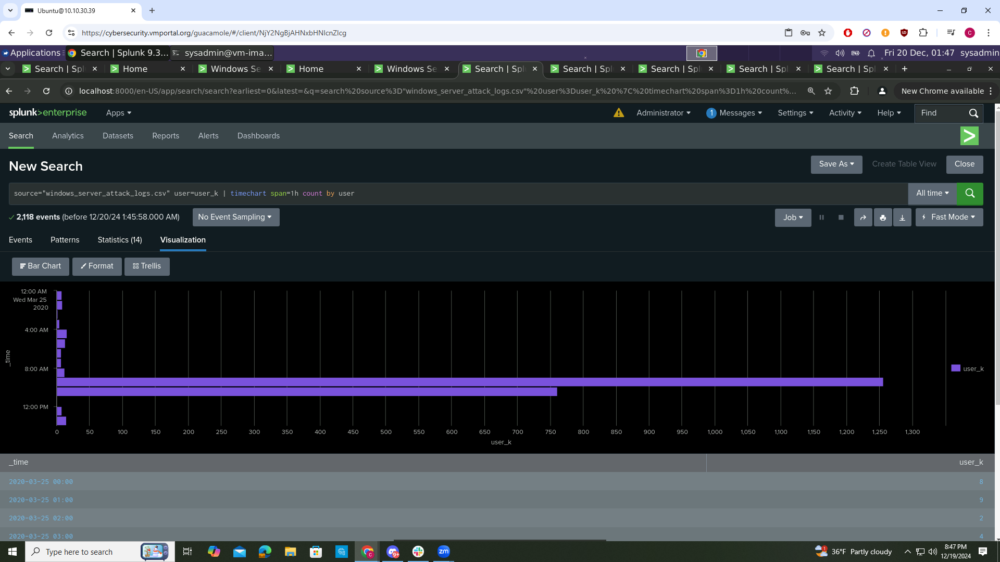 Ubuntu@10.10.30.39
https://cybersecurity.vmportal.org/guacamole/#/client/NjY2NgBjAHNxbHNlcnZlcg
Applications
Search | Splunk 9.3...
sysadmin@vm-ima...
Fri 20 Dec, 01:47
sysadmin
Search | Spl
Home
Windows Se
Home
Windows Se
Search | Spl
Search | Spl
Search | Spl
Search | Spl
Search | Spl
localhost:8000/en-US/app/search/search?earliest=0&latest=&q=search%20source%3D"windows_server_attack_logs.csv"%20user%3Duser_k%20%7C%20timechart%20span%3D1h%20count%...
New Chrome available
splunk>enterprise
Apps
Administrator
1 Messages
Settings
Activity
Help
Find
Search
Analytics
Datasets
Reports
Alerts
Dashboards
>
New Search
Save As
Create Table View
Close
source="windows_server_attack_logs.csv" user=user_k | timechart span=1h count by user
All time
2,118 events (before 12/20/24 1:45:58.000 AM)
No Event Sampling
Job
Fast Mode
Events
Patterns
Statistics (14)
Visualization
Bar Chart
Format
Trellis
12:00 AM
Wed Mar 25
2020
4:00 AM
8:00 AM
12:00 PM
_time
user_k
0 50 100 150 200 250 300 350 400 450 500 550 600 650 700 750 800 850 900 950 1,000 1,050 1,100 1,150 1,200 1,250 1,300
user_k
_time user_k
2020-03-25 00:00 8
2020-03-25 01:00 9
2020-03-25 02:00 2
2020-03-25 03:00 4
Type here to search
C
9+
zm
1
36°F Partly cloudy
8:47 PM
12/19/2024